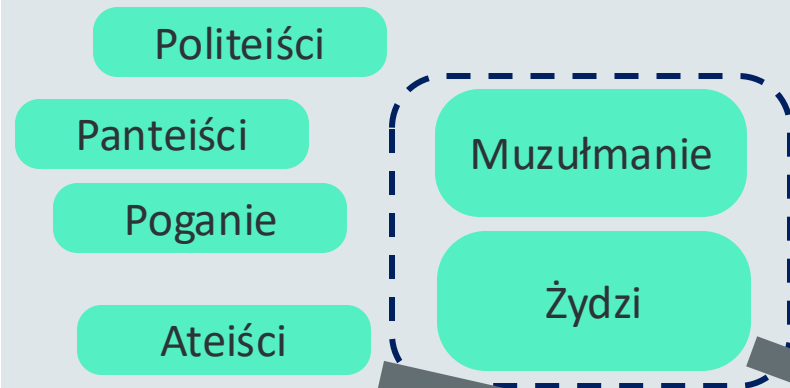 Politeiści
Panteiści
Poganie
Ateiści
Muzułmanie
Żydzi